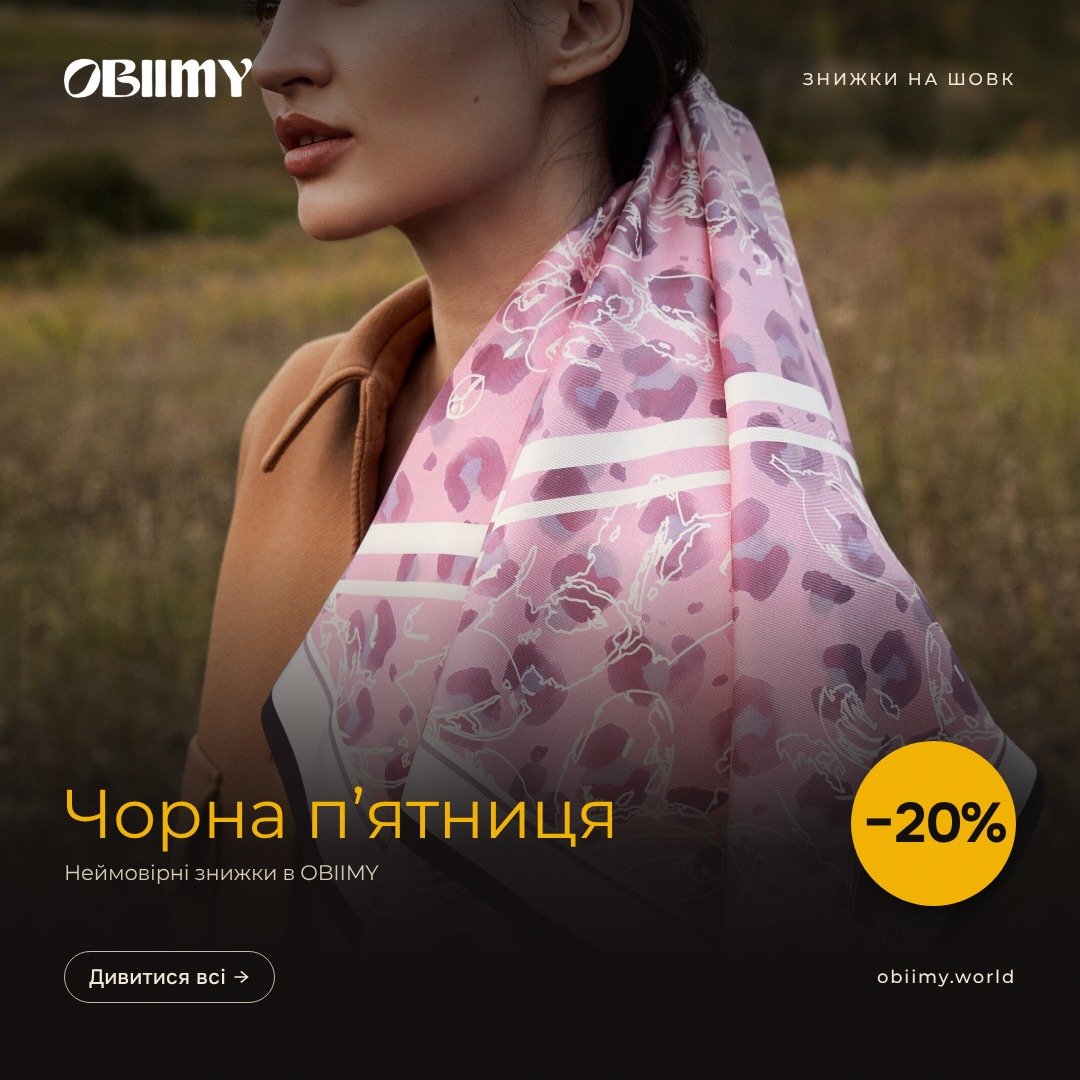 OBIIMY
ЗНИЖКИ НА ШОВК
Чорна п’ятниця
−20%
Неймовірні знижки в OBIIMY
Дивитися всі →
obiimy.world